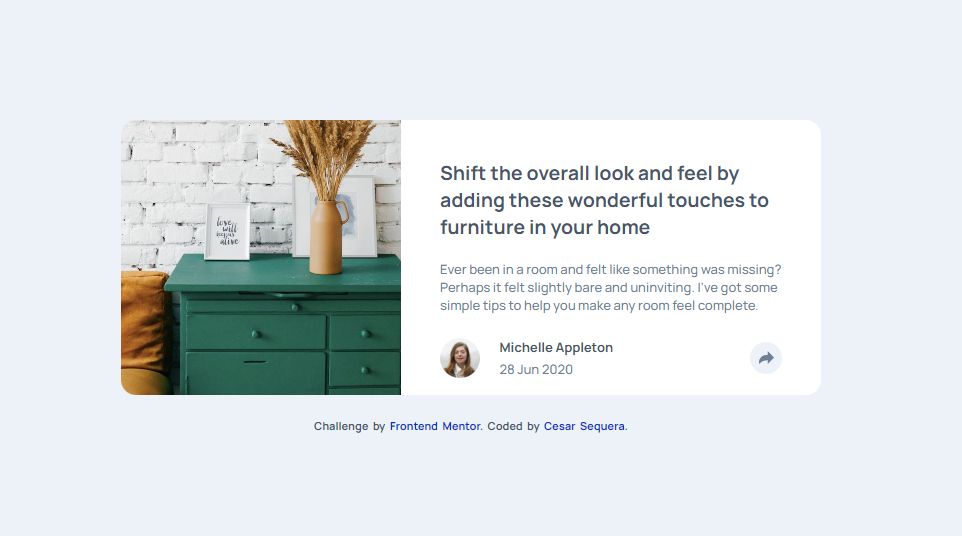 love
will
keep us
alive
Shift the overall look and feel by
adding these wonderful touches to
furniture in your home
Ever been in a room and felt like something was missing?
Perhaps it felt slightly bare and uninviting. I've got some
simple tips to help you make any room feel complete.
Michelle Appleton
28 Jun 2020
Challenge by Frontend Mentor. Coded by Cesar Sequera.